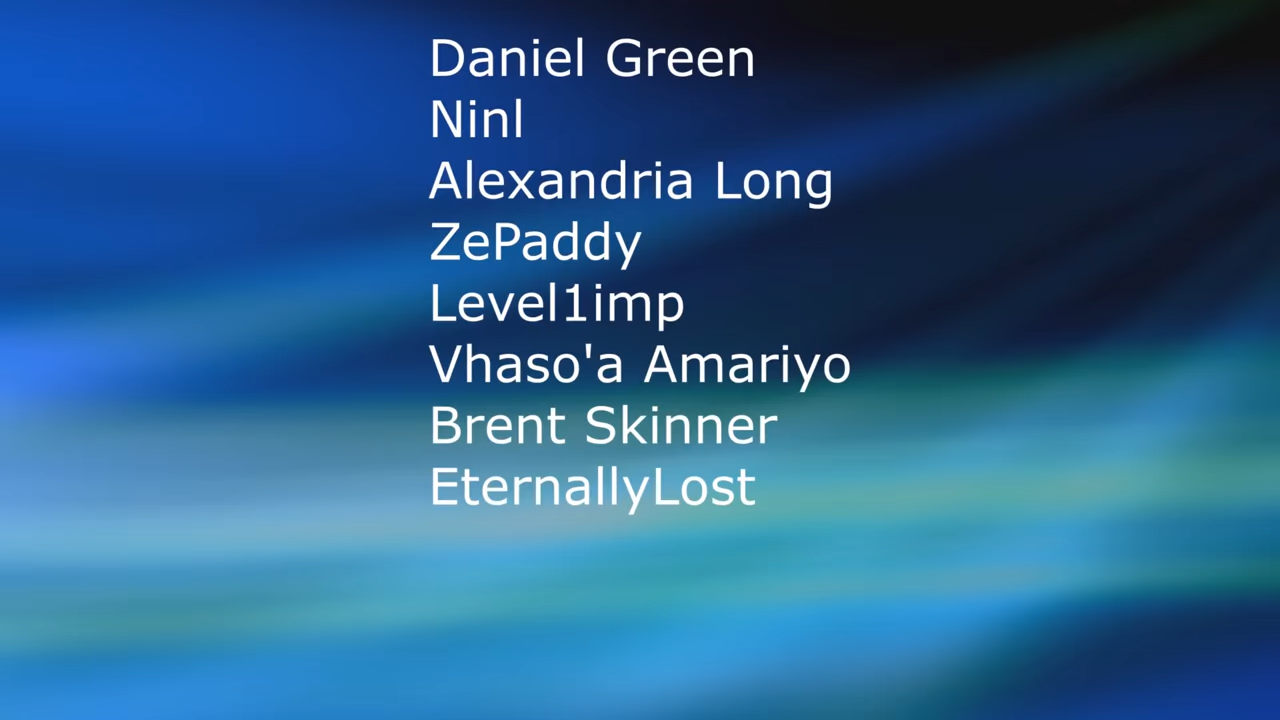 Daniel Green
Ninl
Alexandria Long
ZePaddy
Level1imp
Vhaso'a Amariyo
Brent Skinner
EternallyLost